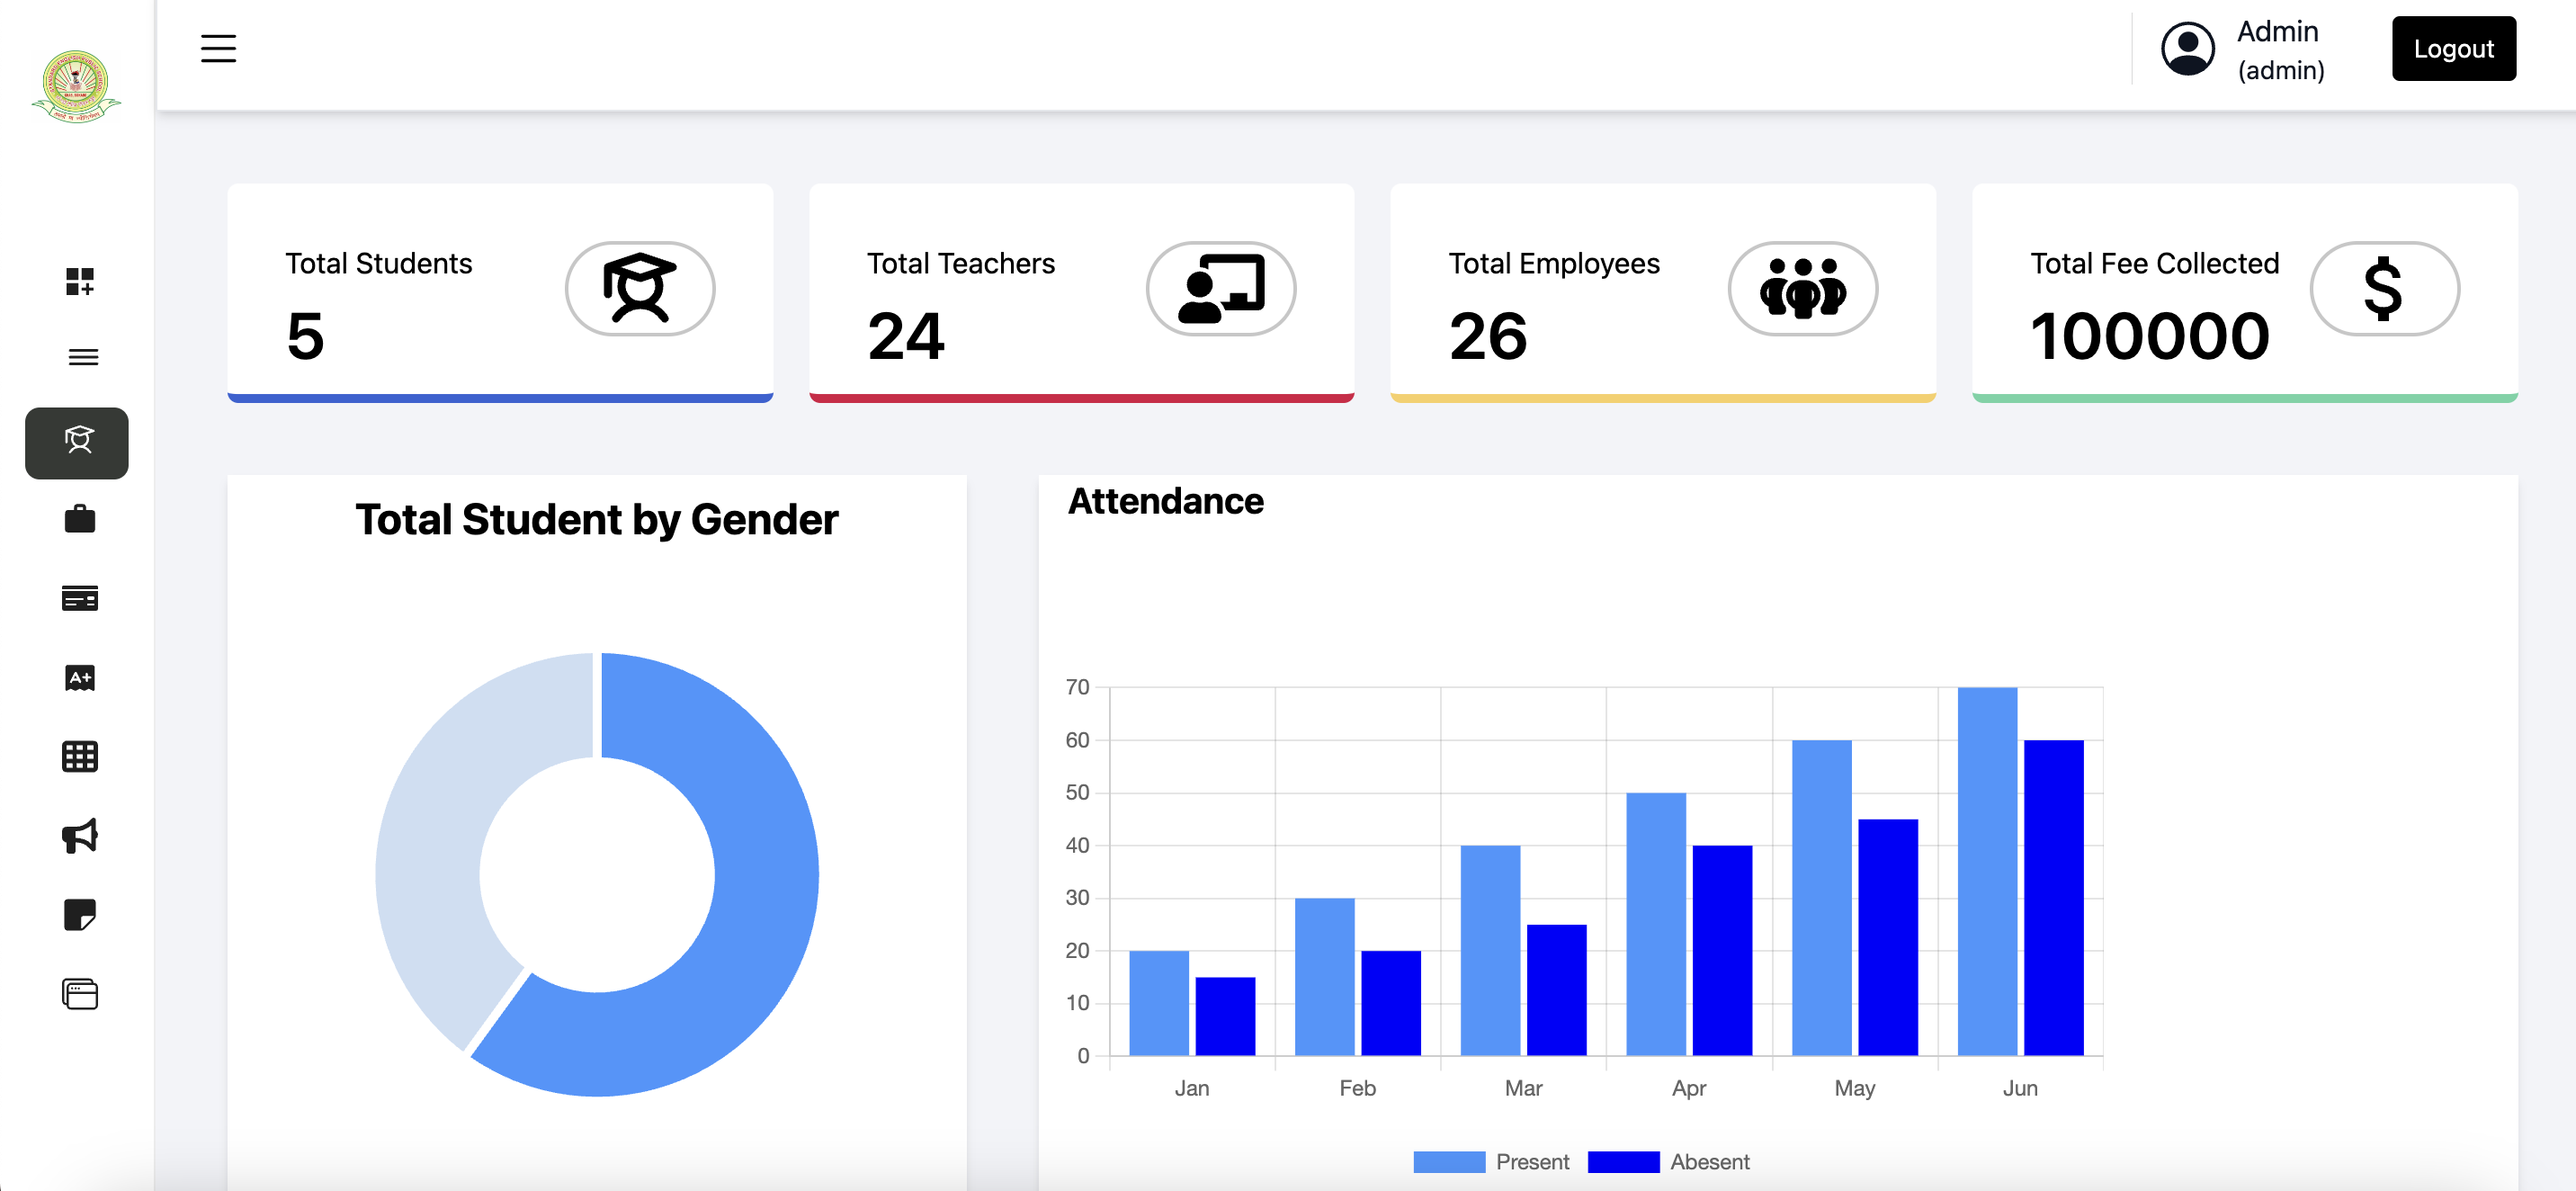 Admin
(admin)
Logout
Total Students
5
Total Teachers
24
Total Employees
26
Total Fee Collected
100000
$
A+
Total Student by Gender
Attendance
70
60
50
40
30
20
10
0
Jan Feb Mar Apr May Jun
Present Abesent